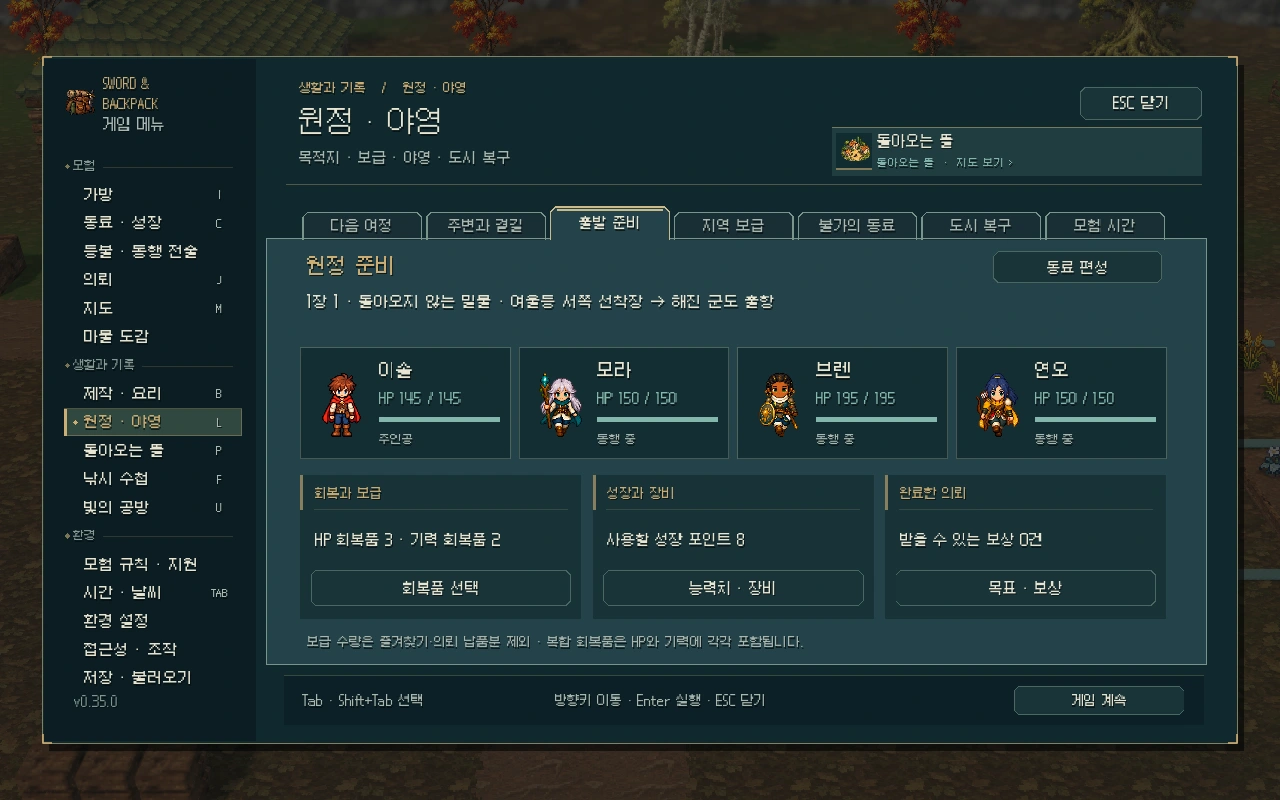 SWORD &
BACKPACK
게임 메뉴
모험
가방 I
동료 · 성장 C
등불 · 동행 전술
의뢰 J
지도 M
마물 도감
생활과 기록
제작 · 요리 B
원정 · 야영 L
돌아오는 뜰 P
낚시 수첩 F
빛의 공방 U
환경
모험 규칙 · 지원
시간 · 날씨 TAB
환경 설정
접근성 · 조작
저장 · 불러오기
v0.35.0
생활과 기록 / 원정 · 야영
원정 · 야영
목적지 · 보급 · 야영 · 도시 복구
ESC 닫기
돌아오는 뜰
돌아오는 뜰 · 지도 보기 >
다음 여정
주변과 곁길
출발 준비
지역 보급
불가의 동료
도시 복구
모험 시간
원정 준비
동료 편성
1장 1 · 돌아오지 않는 밀물 · 여울등 서쪽 선착장 → 해진 군도 출항
이솔
HP 145 / 145
주인공
모라
HP 150 / 150
동행 중
브렌
HP 195 / 195
동행 중
연오
HP 150 / 150
동행 중
회복과 보급
HP 회복품 3 · 기력 회복품 2
회복품 선택
성장과 장비
사용할 성장 포인트 8
능력치 · 장비
완료한 의뢰
받을 수 있는 보상 0건
목표 · 보상
보급 수량은 즐겨찾기·의뢰 납품분 제외 · 복합 회복품은 HP와 기력에 각각 포함됩니다.
Tab · Shift+Tab 선택
방향키 이동 · Enter 실행 · ESC 닫기
게임 계속